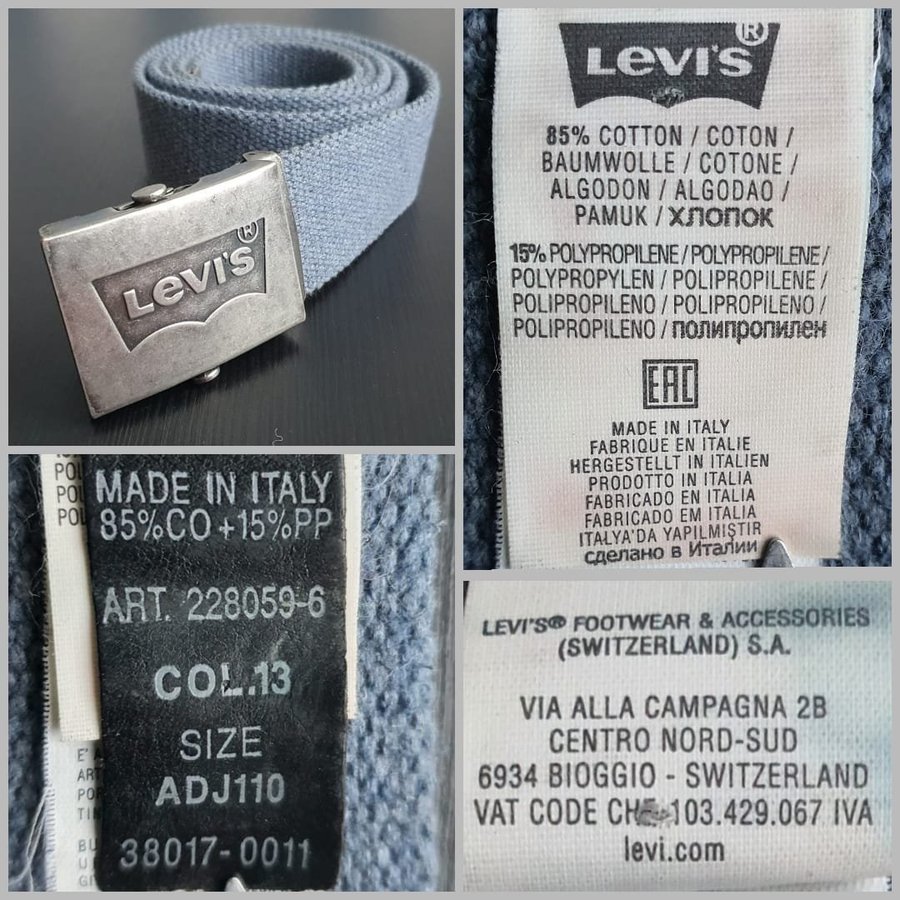 Levi's®
Levi's®
85% COTTON / COTON /
BAUMWOLLE / COTONE /
ALGODON / ALGODAO /
PAMUK / ХЛОПОК
15% POLYPROPILENE / POLYPROPILENE /
POLYPROPYLEN / POLIPROPILENE /
POLIPROPILENO / POLIPROPILENO /
POLIPROPILENO / полипропилен
EAC
MADE IN ITALY
FABRIQUE EN ITALIE
HERGESTELLT IN ITALIEN
PRODOTTO IN ITALIA
FABRICADO EN ITALIA
FABRICADO EM ITALIA
ITALYA'DA YAPILMIŞTIR
сделано в Италии
MADE IN ITALY
85%CO+15%PP
ART. 228059-6
COL.13
SIZE
ADJ110
38017-0011
LEVI'S® FOOTWEAR & ACCESSORIES
(SWITZERLAND) S.A.
VIA ALLA CAMPAGNA 2B
CENTRO NORD-SUD
6934 BIOGGIO - SWITZERLAND
VAT CODE 103.429.067 IVA
levi.com